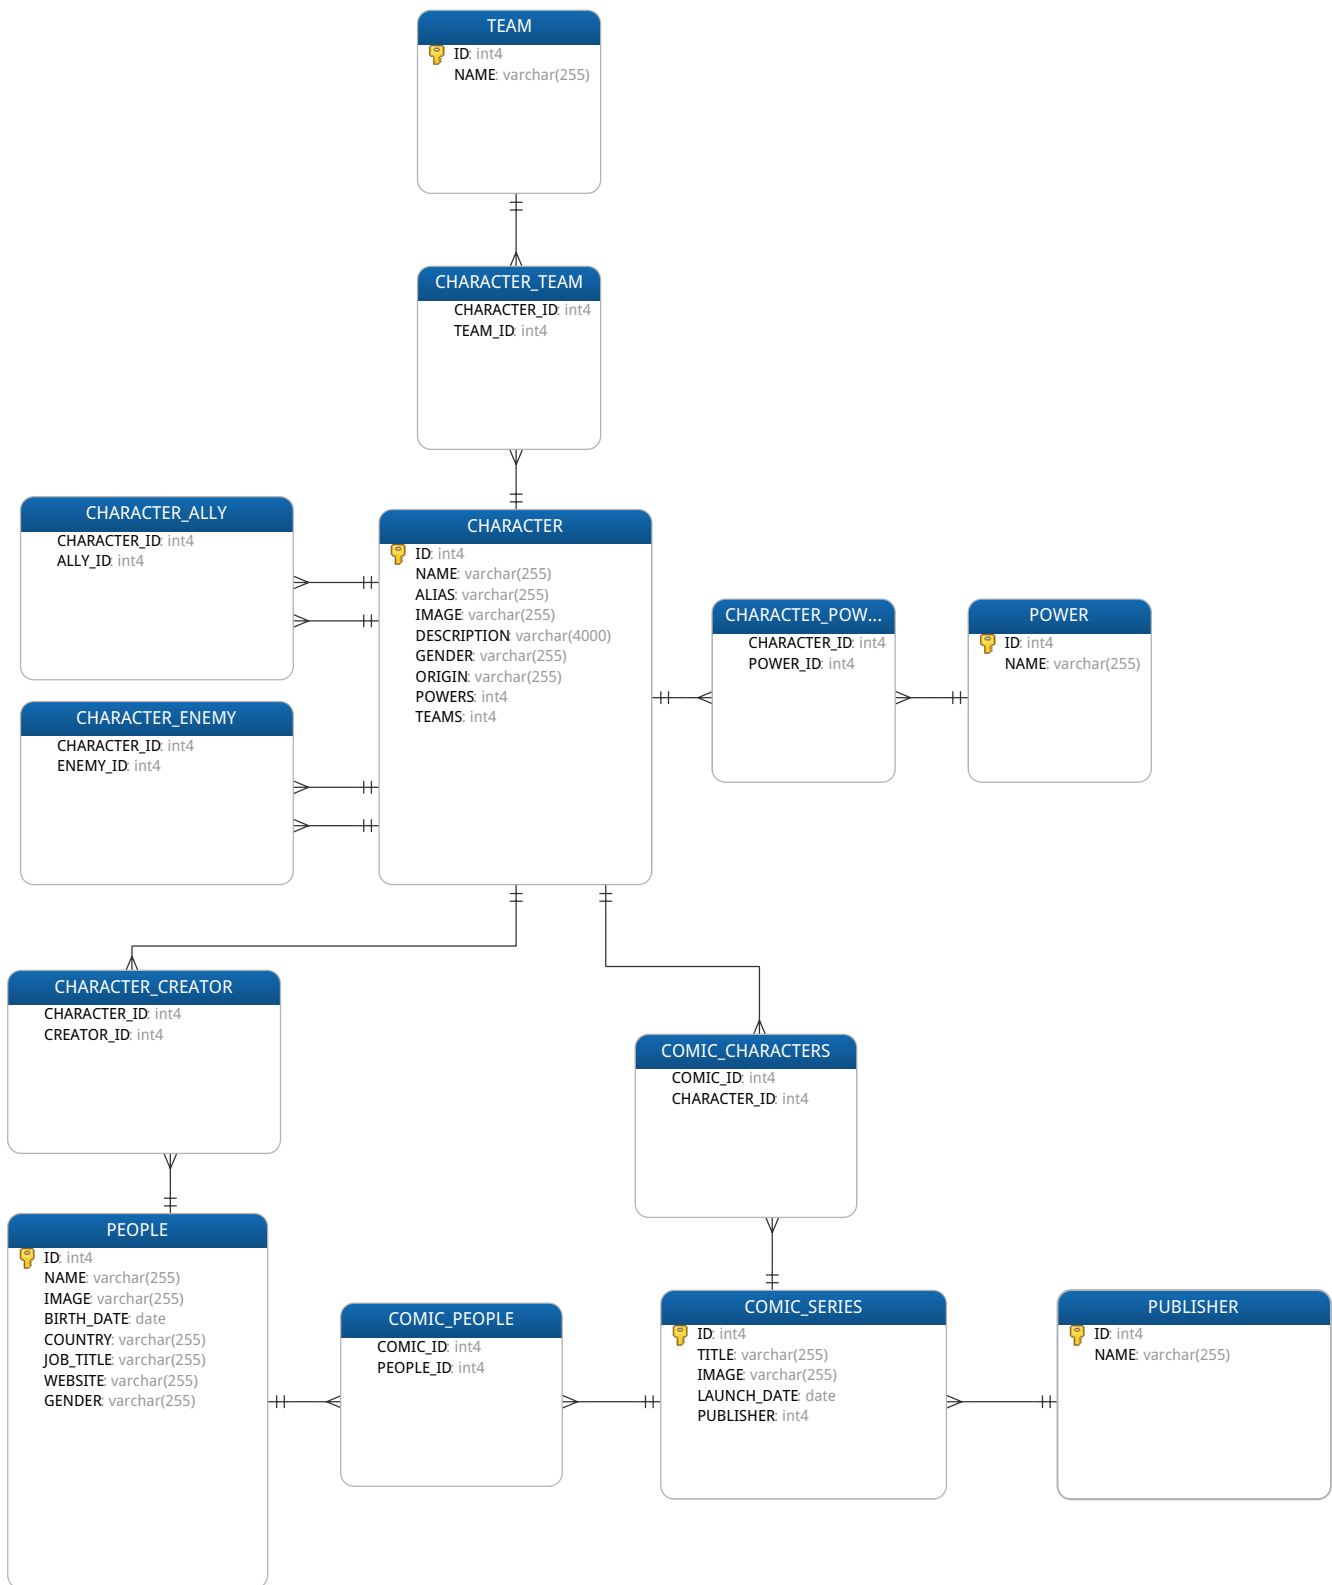 TEAM
ID: int4
NAME: varchar(255)
CHARACTER_TEAM
CHARACTER_ID: int4
TEAM_ID: int4
CHARACTER_ALLY
CHARACTER_ID: int4
ALLY_ID: int4
CHARACTER
ID: int4
NAME: varchar(255)
ALIAS: varchar(255)
IMAGE: varchar(255)
DESCRIPTION: varchar(4000)
GENDER: varchar(255)
ORIGIN: varchar(255)
POWERS: int4
TEAMS: int4
CHARACTER_POW...
CHARACTER_ID: int4
POWER_ID: int4
POWER
ID: int4
NAME: varchar(255)
CHARACTER_ENEMY
CHARACTER_ID: int4
ENEMY_ID: int4
CHARACTER_CREATOR
CHARACTER_ID: int4
CREATOR_ID: int4
COMIC_CHARACTERS
COMIC_ID: int4
CHARACTER_ID: int4
PEOPLE
ID: int4
NAME: varchar(255)
IMAGE: varchar(255)
BIRTH_DATE: date
COUNTRY: varchar(255)
JOB_TITLE: varchar(255)
WEBSITE: varchar(255)
GENDER: varchar(255)
COMIC_PEOPLE
COMIC_ID: int4
PEOPLE_ID: int4
COMIC_SERIES
ID: int4
TITLE: varchar(255)
IMAGE: varchar(255)
LAUNCH_DATE: date
PUBLISHER: int4
PUBLISHER
ID: int4
NAME: varchar(255)